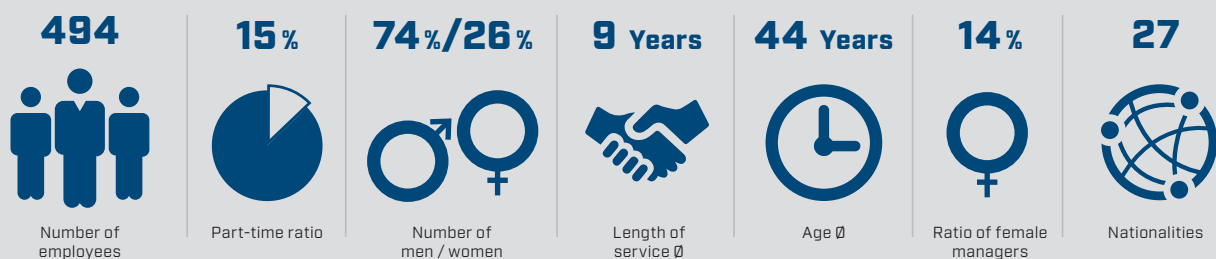 494
Number of
employees
15 %
Part-time ratio
74 %/26 %
Number of
men / women
9 Years
Length of
service Ø
44 Years
Age Ø
14 %
Ratio of female
managers
27
Nationalities